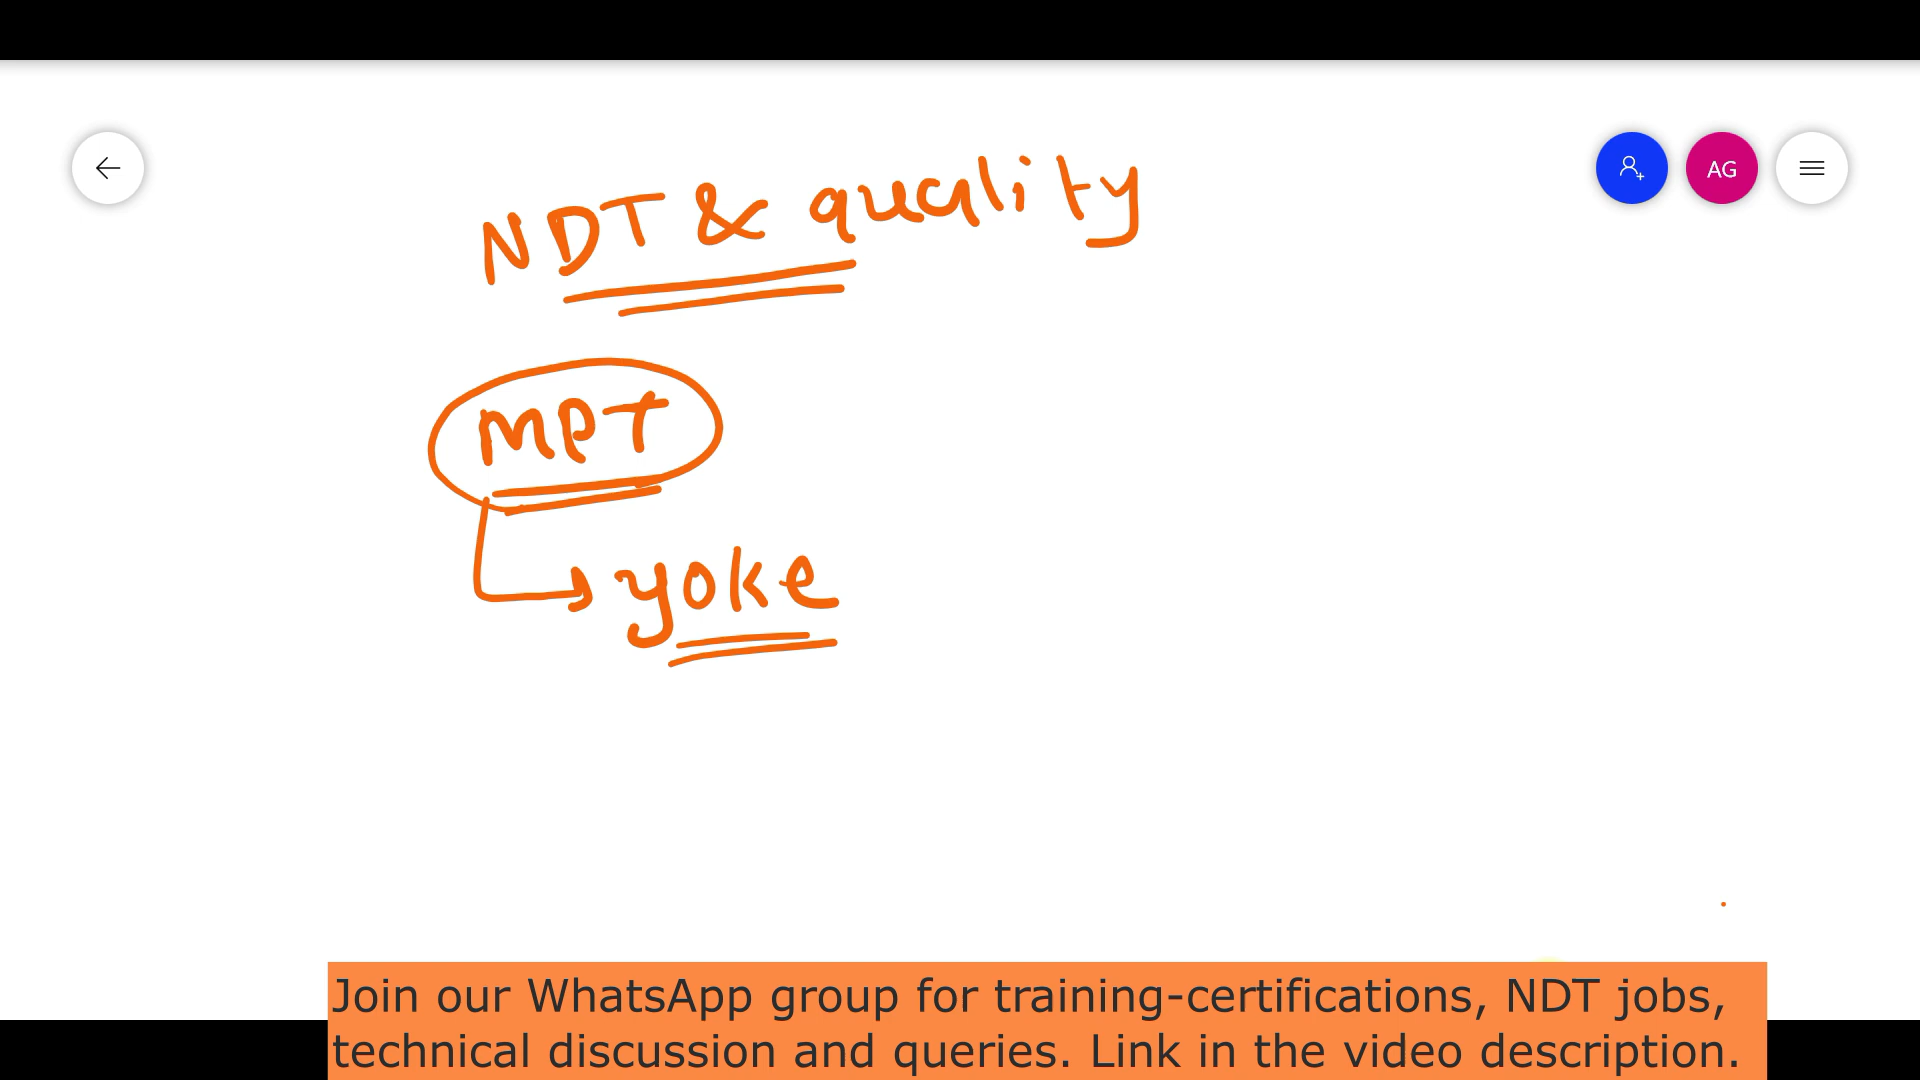 NDT & quality
AG
MPT
yoke
Join our WhatsApp group for training-certifications, NDT jobs,
technical discussion and queries. Link in the video description.